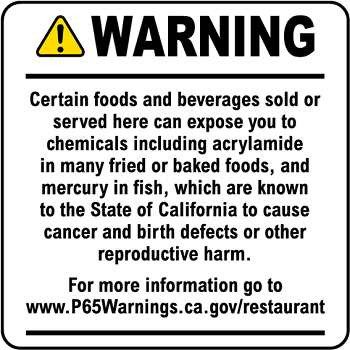 WARNING
Certain foods and beverages sold or
served here can expose you to
chemicals including acrylamide
in many fried or baked foods, and
mercury in fish, which are known
to the State of California to cause
cancer and birth defects or other
reproductive harm.
For more information go to
www.P65Warnings.ca.gov/restaurant